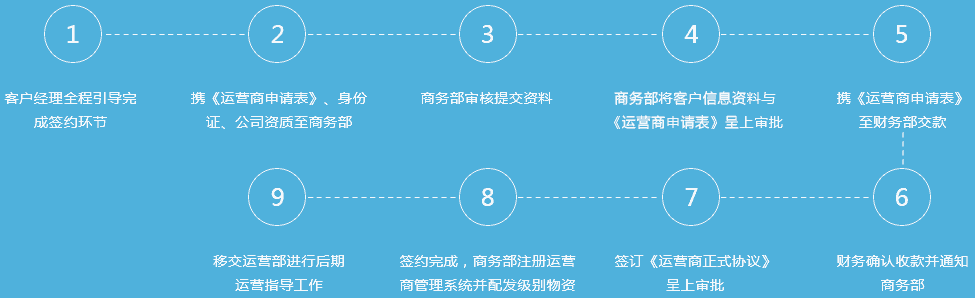 1
2
3
4
5
客户经理全程引导完
成签约环节
携《运营商申请表》、身份
证、公司资质至商务部
商务部审核提交资料
商务部将客户信息资料与
《运营商申请表》呈上审批
携《运营商申请表》
至财务部交款
6
财务确认收款并通知
商务部
7
签订《运营商正式协议》
呈上审批
8
签约完成，商务部注册运营
商管理系统并配发级别物资
9
移交运营部进行后期
运营指导工作